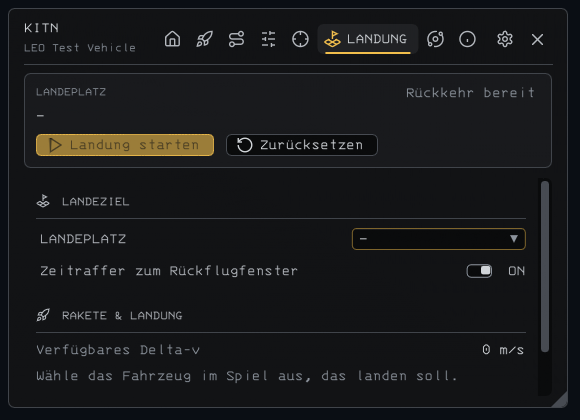 KITN
LEO Test Vehicle
LANDUNG
LANDEPLATZ
Rückkehr bereit
–
Landung starten
Zurücksetzen
LANDEZIEL
LANDEPLATZ
–
Zeitraffer zum Rückflugfenster
ON
RAKETE & LANDUNG
Verfügbares Delta-v
0 m/s
Wähle das Fahrzeug im Spiel aus, das landen soll.